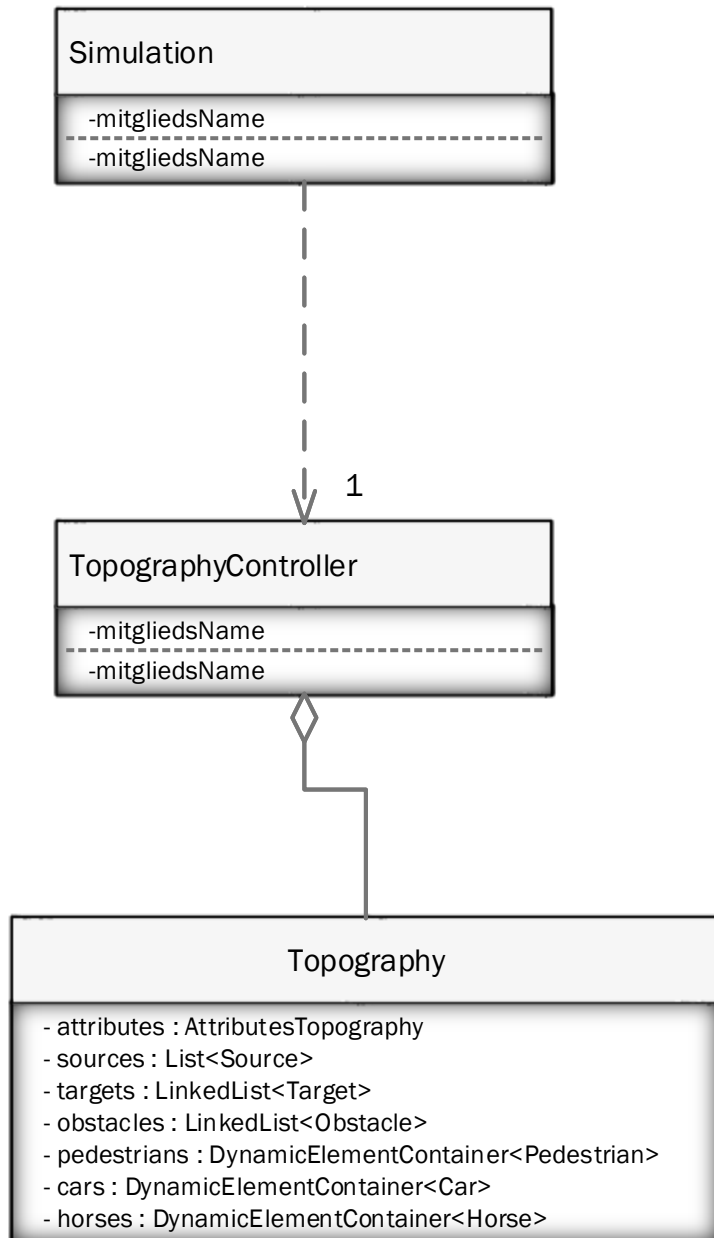 Simulation
-mitgliedsName
-mitgliedsName
1
TopographyController
-mitgliedsName
-mitgliedsName
Topography
- attributes : AttributesTopography
- sources : List<Source>
- targets : LinkedList<Target>
- obstacles : LinkedList<Obstacle>
- pedestrians : DynamicElementContainer<Pedestrian>
- cars : DynamicElementContainer<Car>
- horses : DynamicElementContainer<Horse>